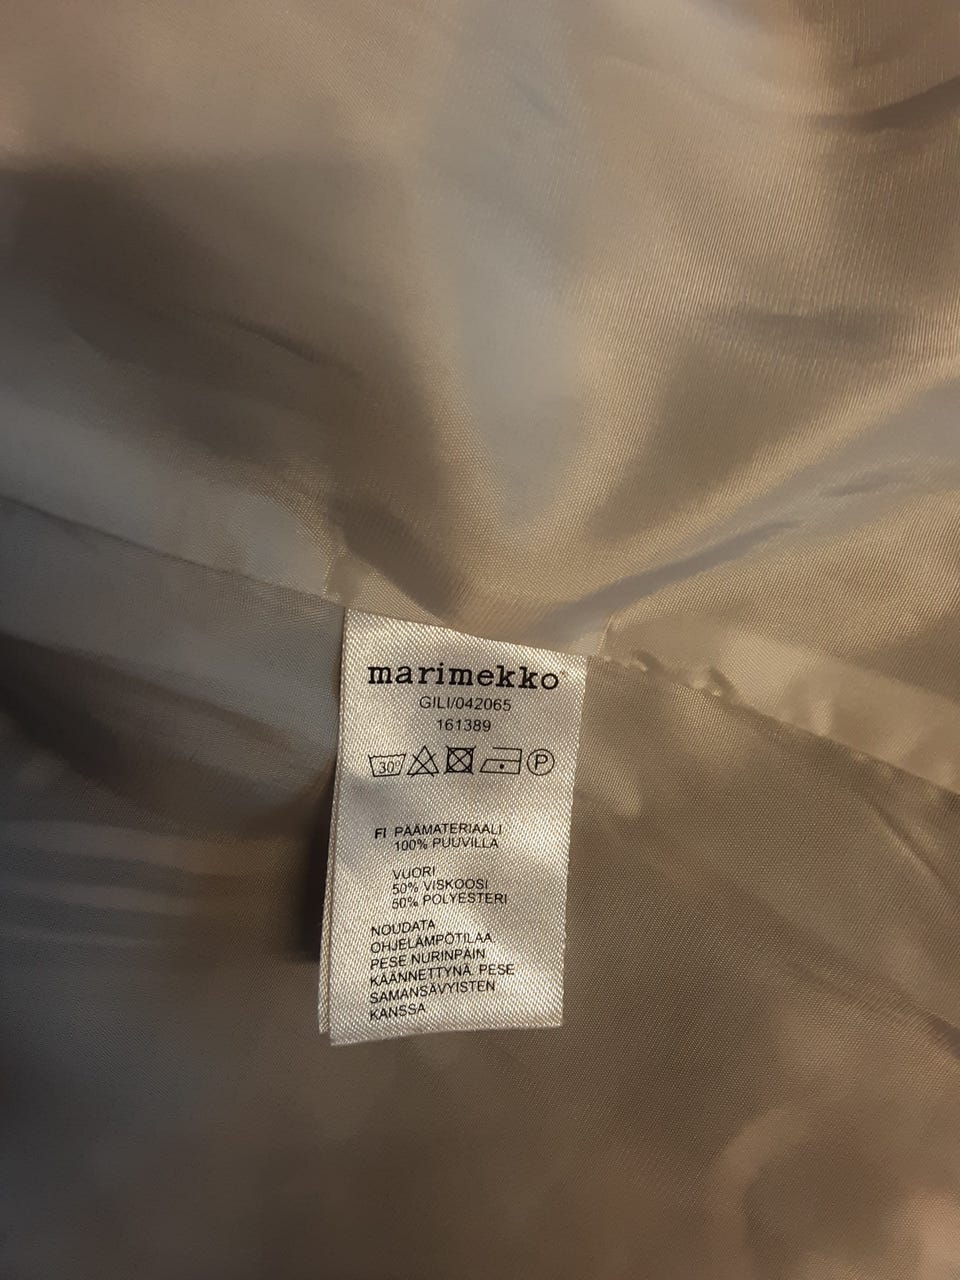 marimekko
GILI/042065
161389
30° P
FI PÄÄMATERIAALI
100% PUUVILLA
VUORI
50% VISKOOSI
50% POLYESTERI
NOUDATA
OHJELÄMPÖTILAA.
PESE NURINPÄIN
KÄÄNNETTYNÄ. PESE
SAMANSÄVYISTEN
KANSSA